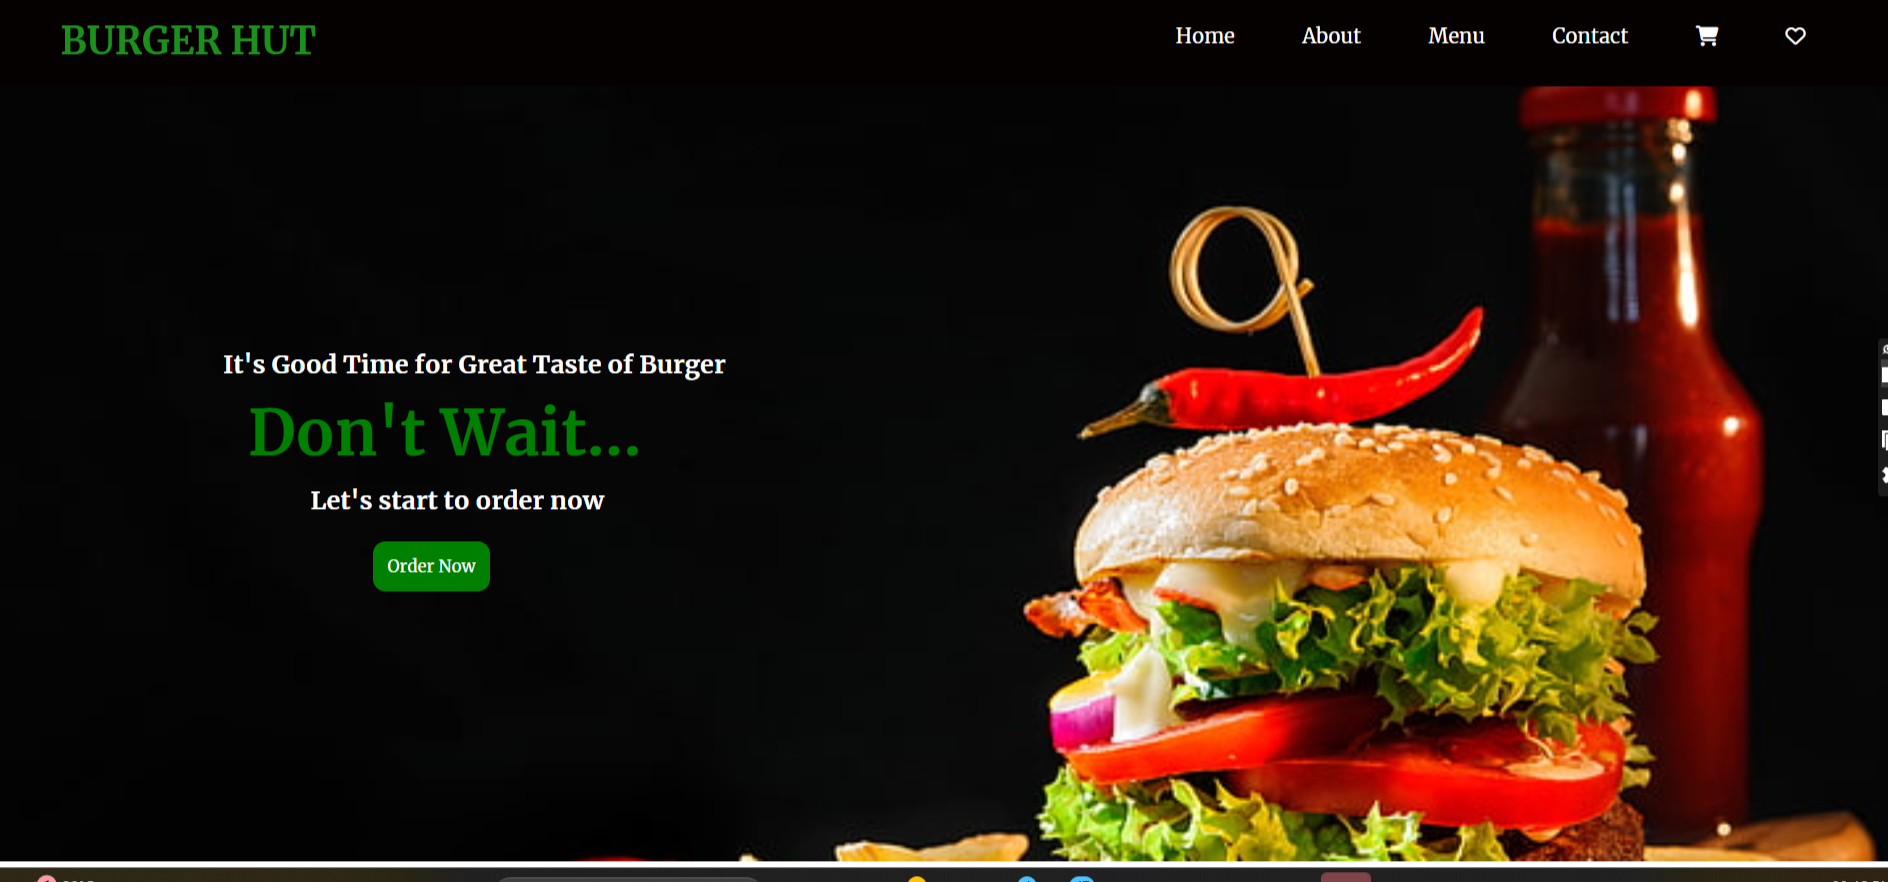 BURGER HUT
Home About Menu Contact
It's Good Time for Great Taste of Burger
Don't Wait...
Let's start to order now
Order Now